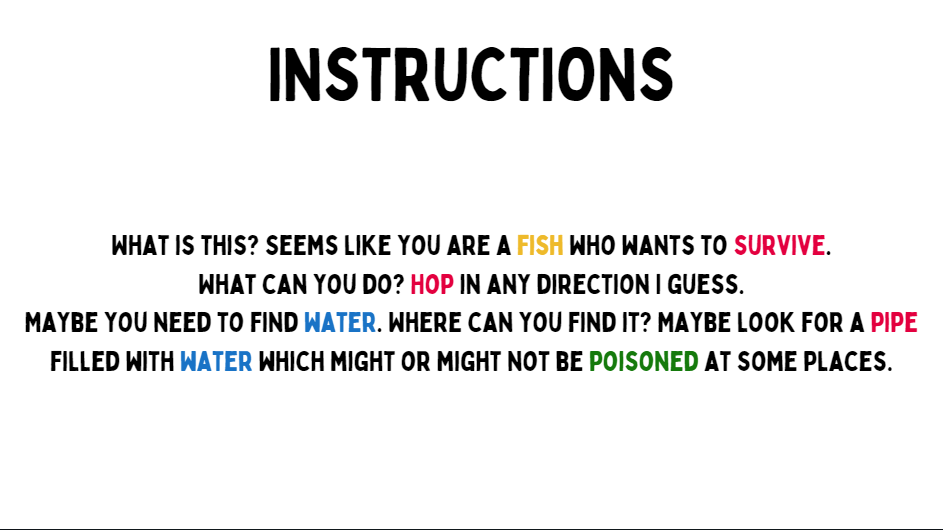 INSTRUCTIONS
WHAT IS THIS? SEEMS LIKE YOU ARE A FISH WHO WANTS TO SURVIVE.
WHAT CAN YOU DO? HOP IN ANY DIRECTION I GUESS.
MAYBE YOU NEED TO FIND WATER. WHERE CAN YOU FIND IT? MAYBE LOOK FOR A PIPE
FILLED WITH WATER WHICH MIGHT OR MIGHT NOT BE POISONED AT SOME PLACES.